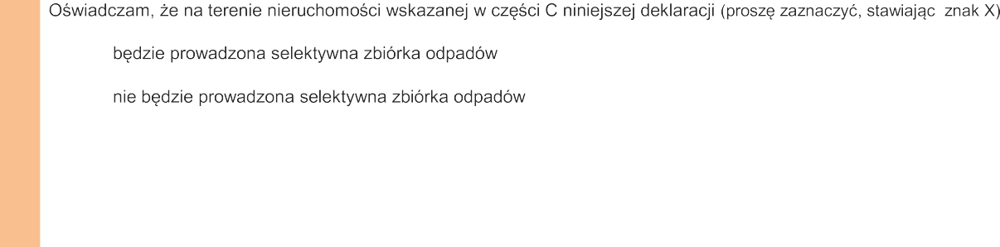 Oświadczam, że na terenie nieruchomości wskazanej w części C niniejszej deklaracji (proszę zaznaczyć, stawiając  znak X)
będzie prowadzona selektywna zbiórka odpadów
nie będzie prowadzona selektywna zbiórka odpadów